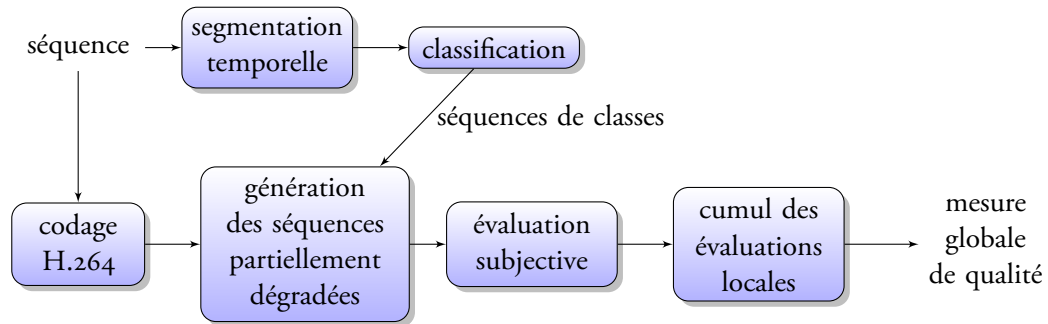 séquence
segmentation
temporelle
classification
séquences de classes
codage
H.264
génération
des séquences
partiellement
dégradées
évaluation
subjective
cumul des
évaluations
locales
mesure
globale
de qualité